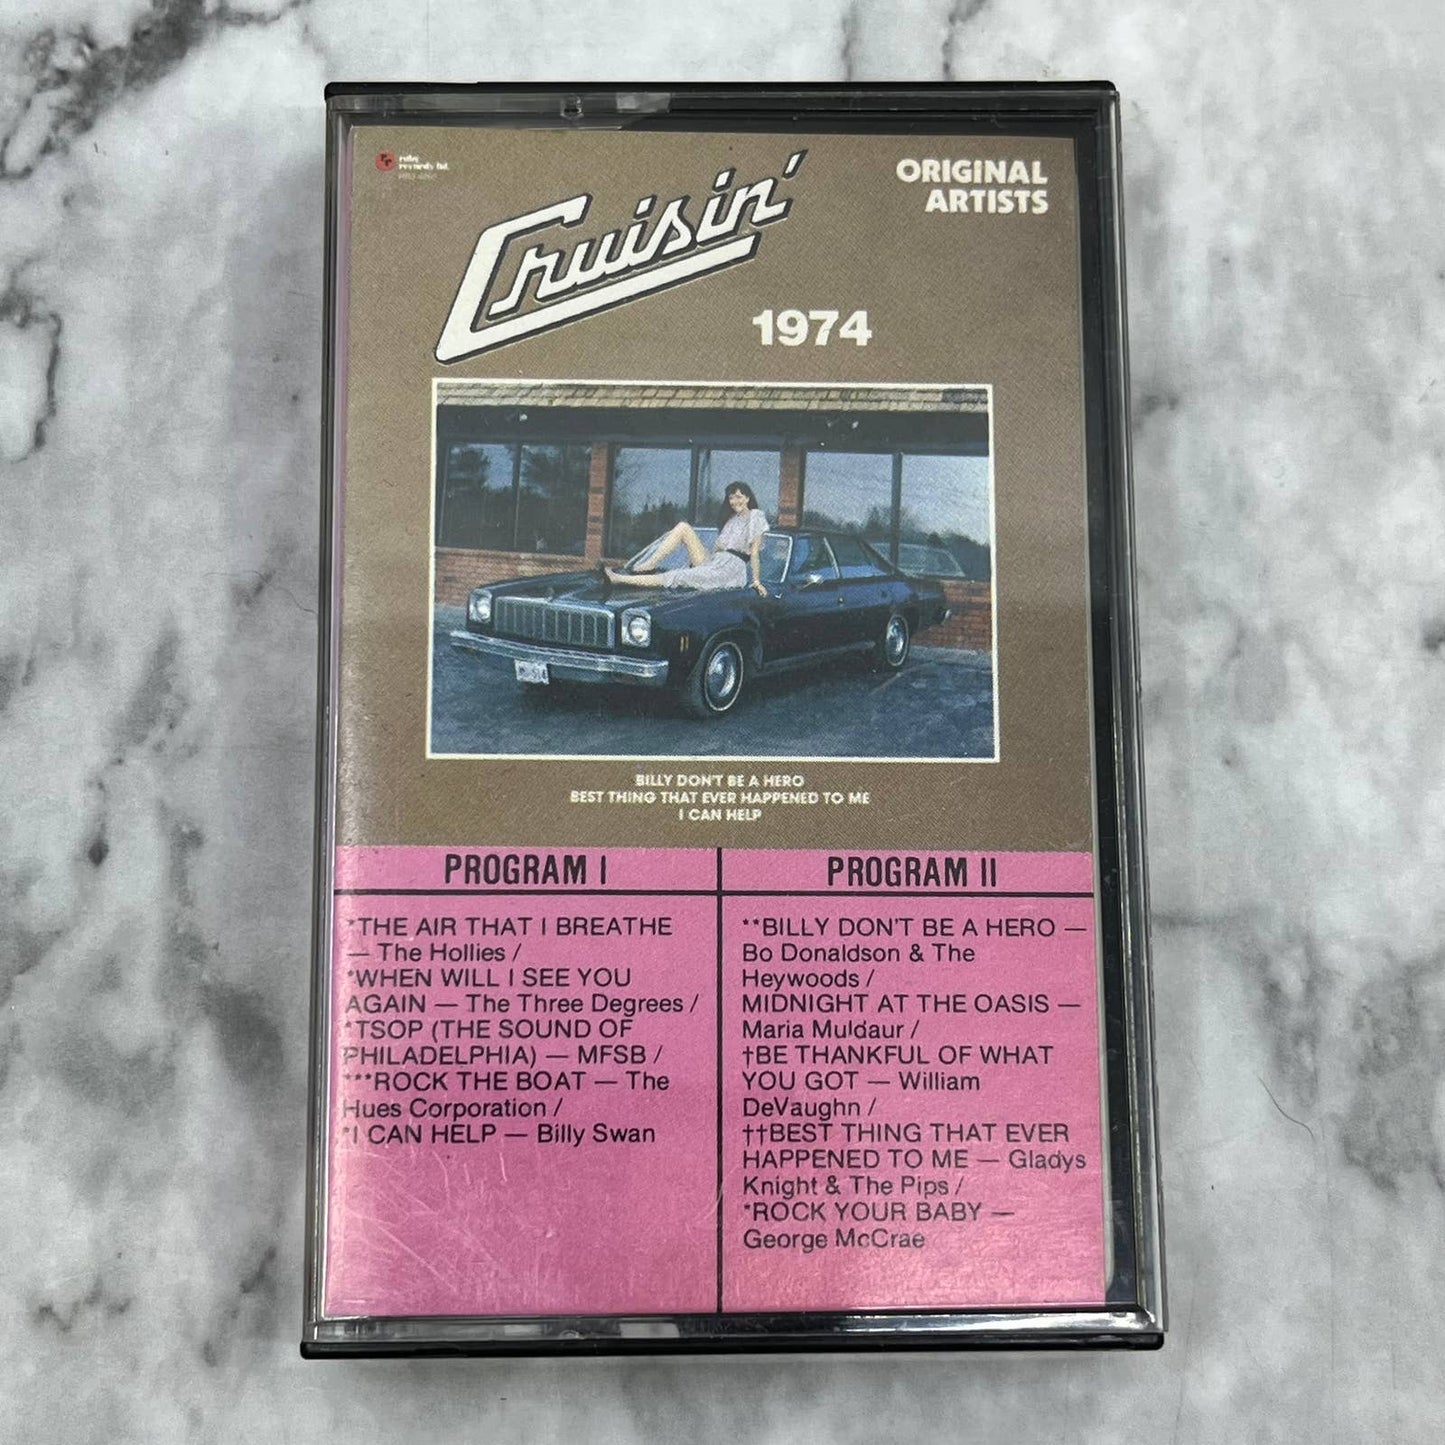 records ltd.
Cruisin'
ORIGINAL
ARTISTS
1974
BILLY DON'T BE A HERO
BEST THING THAT EVER HAPPENED TO ME
I CAN HELP
PROGRAM I
*THE AIR THAT I BREATHE
— The Hollies /
*WHEN WILL I SEE YOU
AGAIN — The Three Degrees /
*TSOP (THE SOUND OF
PHILADELPHIA) — MFSB /
***ROCK THE BOAT — The
Hues Corporation /
*I CAN HELP — Billy Swan
PROGRAM II
**BILLY DON'T BE A HERO —
Bo Donaldson & The
Heywoods /
MIDNIGHT AT THE OASIS —
Maria Muldaur /
†BE THANKFUL OF WHAT
YOU GOT — William
DeVaughn /
††BEST THING THAT EVER
HAPPENED TO ME — Gladys
Knight & The Pips /
*ROCK YOUR BABY —
George McCrae